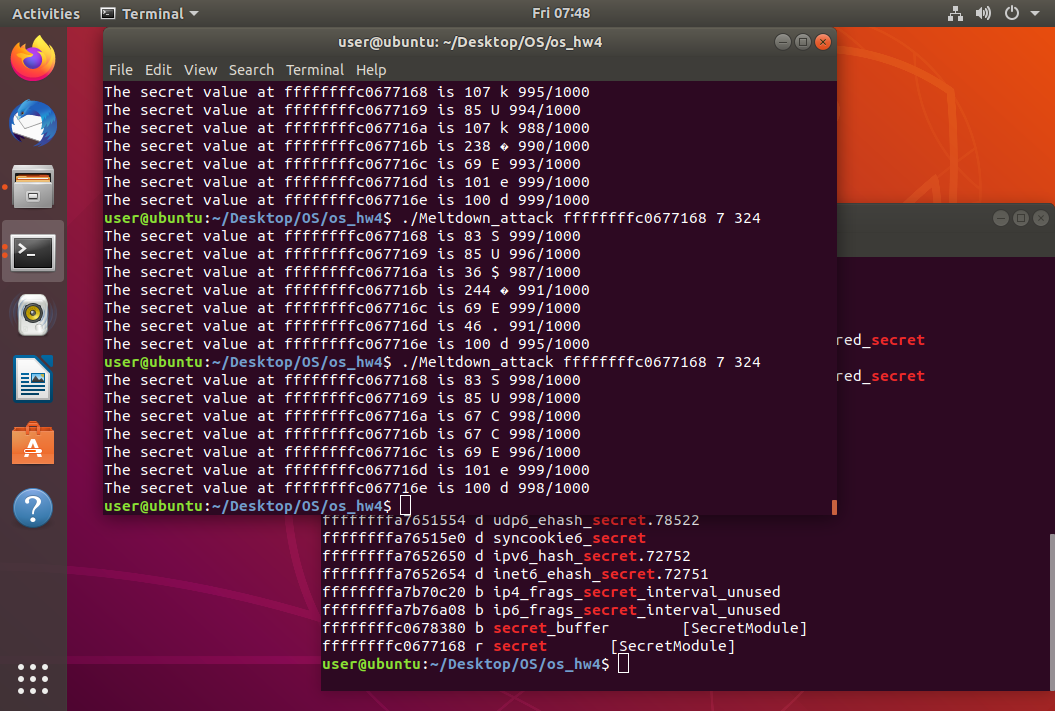 Activities Terminal Fri 07:48
user@ubuntu: ~/Desktop/OS/os_hw4
File Edit View Search Terminal Help
The secret value at ffffffffc0677168 is 107 k 995/1000
The secret value at ffffffffc0677169 is 85 U 994/1000
The secret value at ffffffffc067716a is 107 k 988/1000
The secret value at ffffffffc067716b is 238 � 990/1000
The secret value at ffffffffc067716c is 69 E 993/1000
The secret value at ffffffffc067716d is 101 e 999/1000
The secret value at ffffffffc067716e is 100 d 999/1000
user@ubuntu:~/Desktop/OS/os_hw4$ ./Meltdown_attack ffffffffc0677168 7 324
The secret value at ffffffffc0677168 is 83 S 999/1000
The secret value at ffffffffc0677169 is 85 U 996/1000
The secret value at ffffffffc067716a is 36 $ 987/1000
The secret value at ffffffffc067716b is 244 � 991/1000
The secret value at ffffffffc067716c is 69 E 999/1000
The secret value at ffffffffc067716d is 46 . 991/1000
The secret value at ffffffffc067716e is 100 d 995/1000
user@ubuntu:~/Desktop/OS/os_hw4$ ./Meltdown_attack ffffffffc0677168 7 324
The secret value at ffffffffc0677168 is 83 S 998/1000
The secret value at ffffffffc0677169 is 85 U 998/1000
The secret value at ffffffffc067716a is 67 C 998/1000
The secret value at ffffffffc067716b is 67 C 998/1000
The secret value at ffffffffc067716c is 69 E 996/1000
The secret value at ffffffffc067716d is 101 e 999/1000
The secret value at ffffffffc067716e is 100 d 998/1000
user@ubuntu:~/Desktop/OS/os_hw4$
red_secret
red_secret
ffffffffa7651554 d udp6_ehash_secret.78522
ffffffffa76515e0 d syncookie6_secret
ffffffffa7652650 d ipv6_hash_secret.72752
ffffffffa7652654 d inet6_ehash_secret.72751
ffffffffa7b70c20 b ip4_frags_secret_interval_unused
ffffffffa7b76a08 b ip6_frags_secret_interval_unused
ffffffffc0678380 b secret_buffer [SecretModule]
ffffffffc0677168 r secret [SecretModule]
user@ubuntu:~/Desktop/OS/os_hw4$